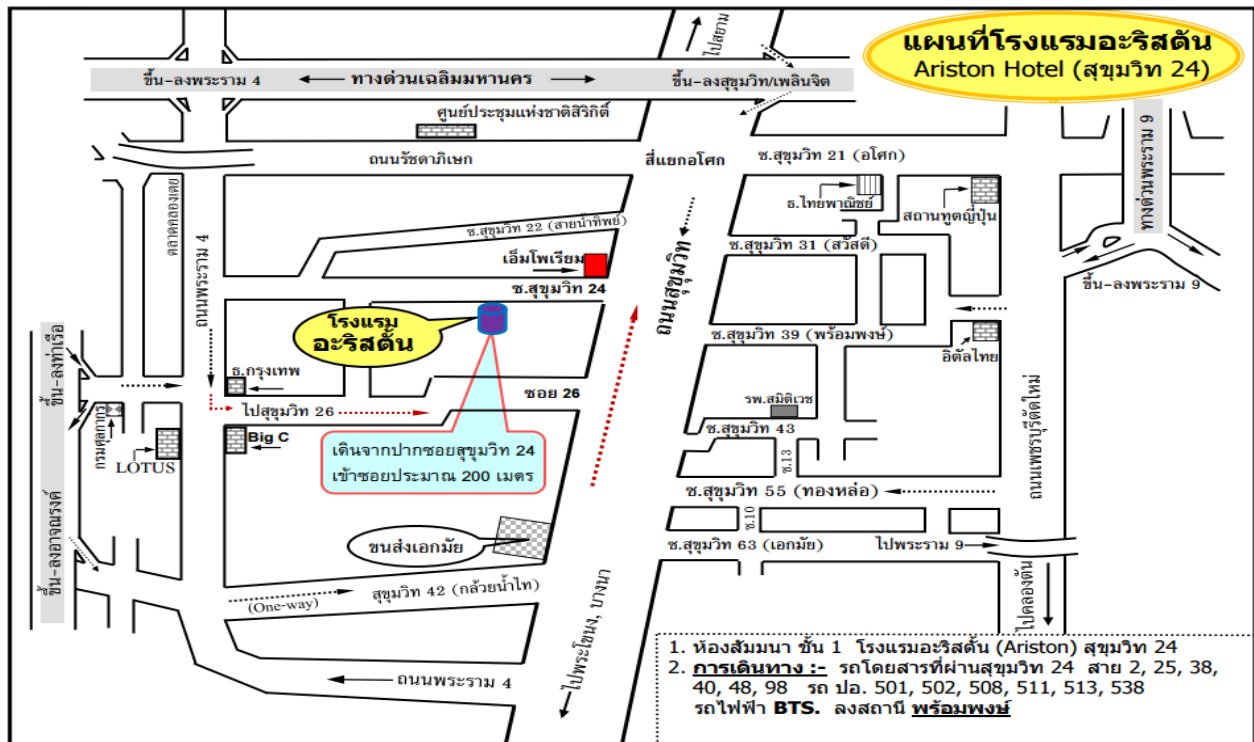 แผนที่โรงแรมอะริสตัน
Ariston Hotel (สุขุมวิท 24)
ไปสยาม
ขึ้น-ลงพระราม 4
ทางด่วนเฉลิมมหานคร
ขึ้น-ลงสุขุมวิท/เพลินจิต
ศูนย์ประชุมแห่งชาติสิริกิติ์
ทางด่วนพระราม 9
ถนนรัชดาภิเษก
สี่แยกอโศก
ซ.สุขุมวิท 21 (อโศก)
ตลาดคลองเตย
ธ.ไทยพาณิชย์
สถานทูตญี่ปุ่น
ซ.สุขุมวิท 22 (สายน้ำทิพย์)
ซ.สุขุมวิท 31 (สวัสดี)
ถนนพระราม 4
เอ็มโพเรียม
ซ.สุขุมวิท 24
ถนนสุขุมวิท
ขึ้น-ลงพระราม 9
โรงแรม
อะริสตัน
ซ.สุขุมวิท 39 (พร้อมพงษ์)
อิตัลไทย
ขึ้น-ลงท่าเรือ
ธ.กรุงเทพ
ซอย 26
ไปสุขุมวิท 26
รพ.สมิติเวช
ซ.สุขุมวิท 43
กรมศุลกากร
LOTUS
Big C
เดินจากปากซอยสุขุมวิท 24
เข้าซอยประมาณ 200 เมตร
ซ.13
ถนนเพชรบุรีตัดใหม่
ซ.สุขุมวิท 55 (ทองหล่อ)
ซ.10
ขนส่งเอกมัย
ซ.สุขุมวิท 63 (เอกมัย)
ไปพระราม 9
ขึ้น-ลงอาจณรงค์
สุขุมวิท 42 (กล้วยน้ำไท)
(One-way)
ไปคลองตัน
ไปพระโขนง, บางนา
ถนนพระราม 4
1. ห้องสัมมนา ชั้น 1 โรงแรมอะริสตั้น (Ariston) สุขุมวิท 24
2. การเดินทาง :- รถโดยสารที่ผ่านสุขุมวิท 24 สาย 2, 25, 38,
40, 48, 98 รถ ปอ. 501, 502, 508, 511, 513, 538
รถไฟฟ้า BTS. ลงสถานี พร้อมพงษ์